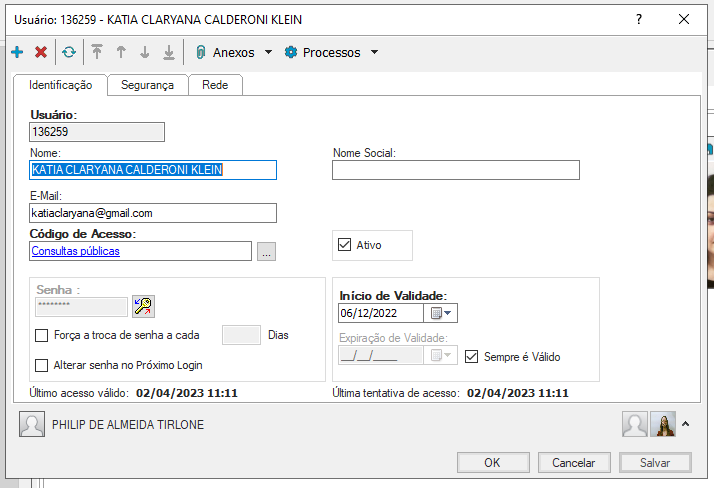 Usuário: 136259 - KATIA CLARYANA CALDERONI KLEIN
Anexos Processos
Identificação Segurança Rede
Usuário:
136259
Nome: Nome Social:
KATIA CLARYANA CALDERONI KLEIN
E-Mail:
katiaclaryana@gmail.com
Código de Acesso:
Consultas públicas ... Ativo
Senha : Início de Validade:
******** 06/12/2022
Força a troca de senha a cada Dias Expiração de Validade:
__/__/____ Sempre é Válido
Alterar senha no Próximo Login
Último acesso válido: 02/04/2023 11:11 Última tentativa de acesso: 02/04/2023 11:11
PHILIP DE ALMEIDA TIRLONE
OK Cancelar Salvar